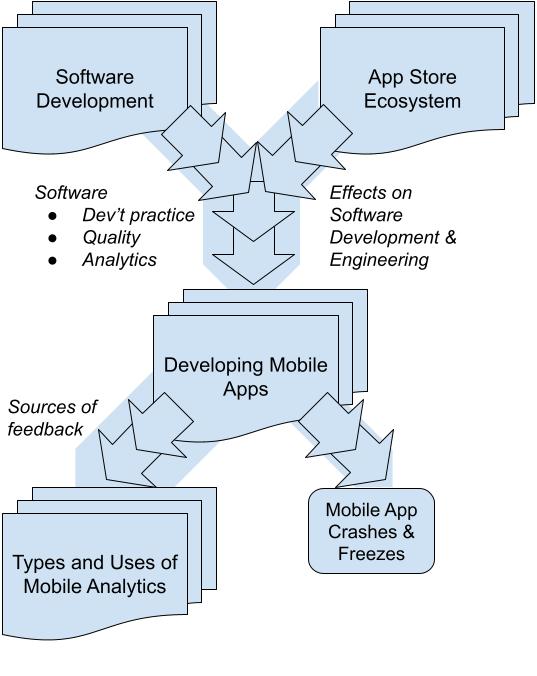 Software
Development
App Store
Ecosystem
Software
● Dev't practice
● Quality
● Analytics
Effects on
Software
Development &
Engineering
Developing Mobile
Apps
Sources of
feedback
Mobile App
Crashes &
Freezes
Types and Uses of
Mobile Analytics